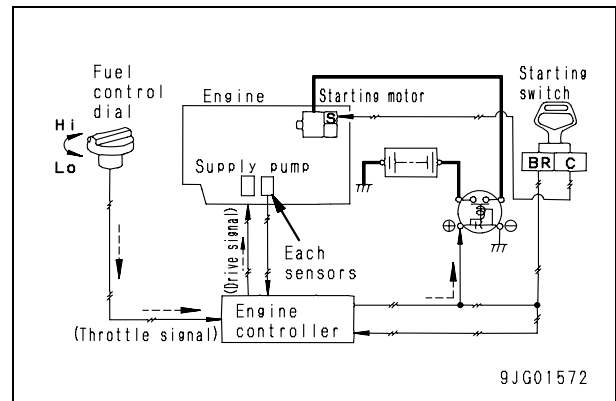 Fuel
control
dial
Hi
Lo
Engine
Starting motor
S
Starting
switch
BR
C
Supply pump
Each
sensors
(Drive signal)
Engine
controller
(Throttle signal)
⊕
⊖
R
9JG01572